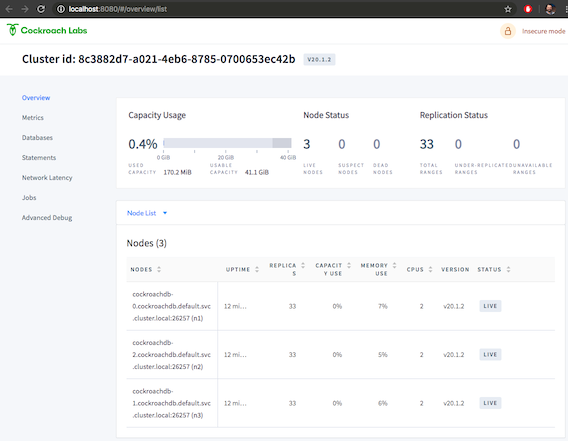 localhost:8080/#/overview/list
Cockroach Labs
Insecure mode
Cluster id: 8c3882d7-a021-4eb6-8785-0700653ec42b V20.1.2
Overview
Metrics
Databases
Statements
Network Latency
Jobs
Advanced Debug
Capacity Usage
0.4%
0 GiB 20 GiB 40 GiB
USED CAPACITY 170.2 MiB
USABLE CAPACITY 41.1 GiB
Node Status
3 0 0
LIVE NODES
SUSPECT NODES
DEAD NODES
Replication Status
33 0 0
TOTAL RANGES
UNDER-REPLICATED RANGES
UNAVAILABLE RANGES
Node List
Nodes (3)
NODES UPTIME REPLICA S CAPACIT Y USE MEMORY USE CPUS VERSION STATUS
cockroachdb-
0.cockroachdb.default.svc 12 mi... 33 0% 7% 2 v20.1.2 LIVE
.cluster.local:26257 (n1)
cockroachdb-
2.cockroachdb.default.svc 12 mi... 33 0% 5% 2 v20.1.2 LIVE
.cluster.local:26257 (n2)
cockroachdb-
1.cockroachdb.default.svc 12 mi... 33 0% 6% 2 v20.1.2 LIVE
.cluster.local:26257 (n3)